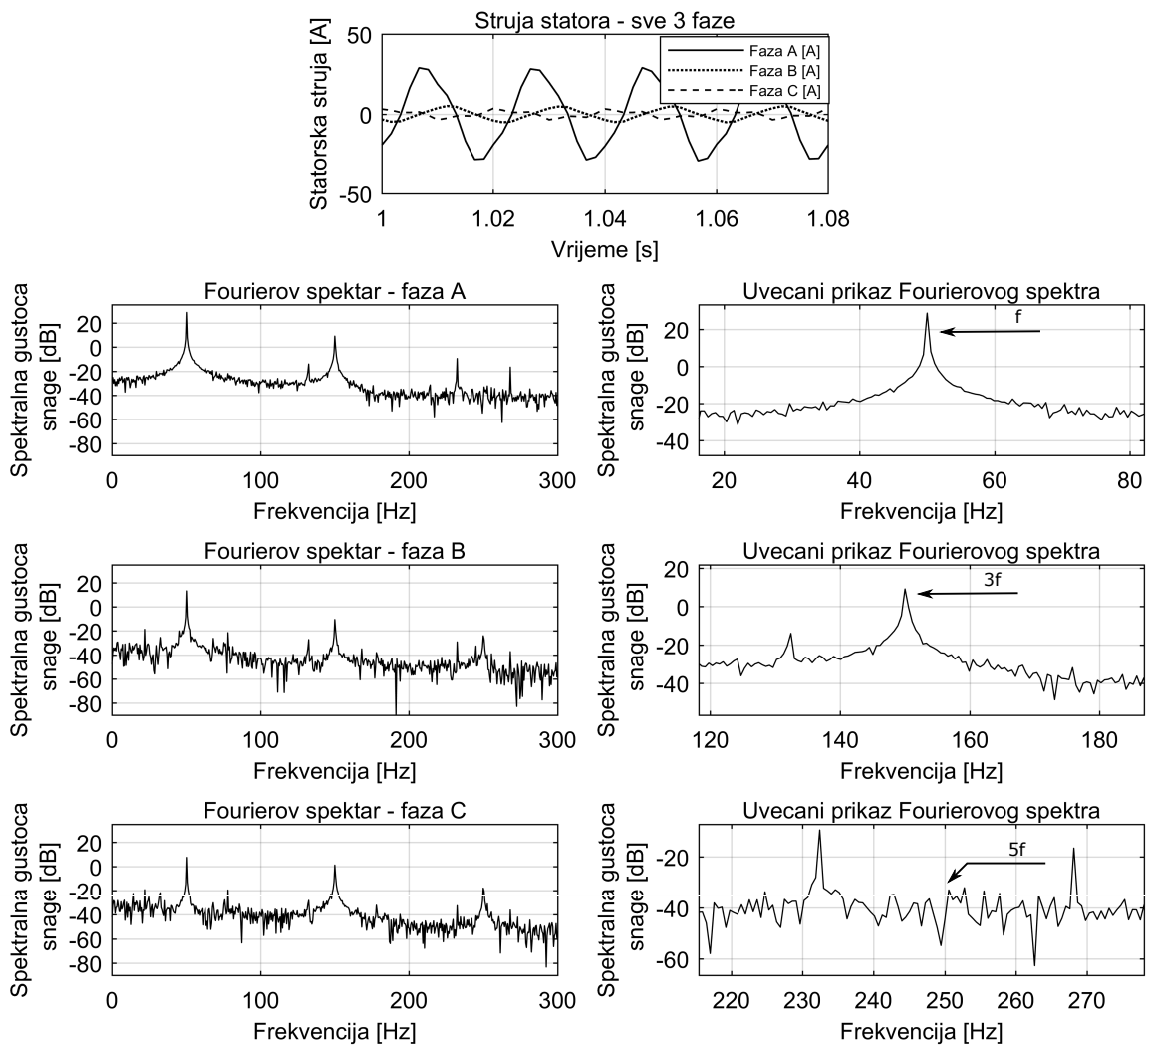 Struja statora - sve 3 faze
Statorska struja [A]
50
0
-50
Faza A [A]
Faza B [A]
Faza C [A]
1
1.02
1.04
1.06
1.08
Vrijeme [s]
Fourierov spektar - faza A
Spektralna gustoca
snage [dB]
20
0
-20
-40
-60
-80
0
100
200
300
Frekvencija [Hz]
Uvecani prikaz Fourierovog spektra
Spektralna gustoca
snage [dB]
20
0
-20
-40
f
20
40
60
80
Frekvencija [Hz]
Fourierov spektar - faza B
Spektralna gustoca
snage [dB]
20
0
-20
-40
-60
-80
0
100
200
300
Frekvencija [Hz]
Uvecani prikaz Fourierovog spektra
Spektralna gustoca
snage [dB]
20
0
-20
-40
3f
120
140
160
180
Frekvencija [Hz]
Fourierov spektar - faza C
Spektralna gustoca
snage [dB]
20
0
-20
-40
-60
-80
0
100
200
300
Frekvencija [Hz]
Uvecani prikaz Fourierovog spektra
Spektralna gustoca
snage [dB]
-20
-40
-60
5f
220
230
240
250
260
270
Frekvencija [Hz]